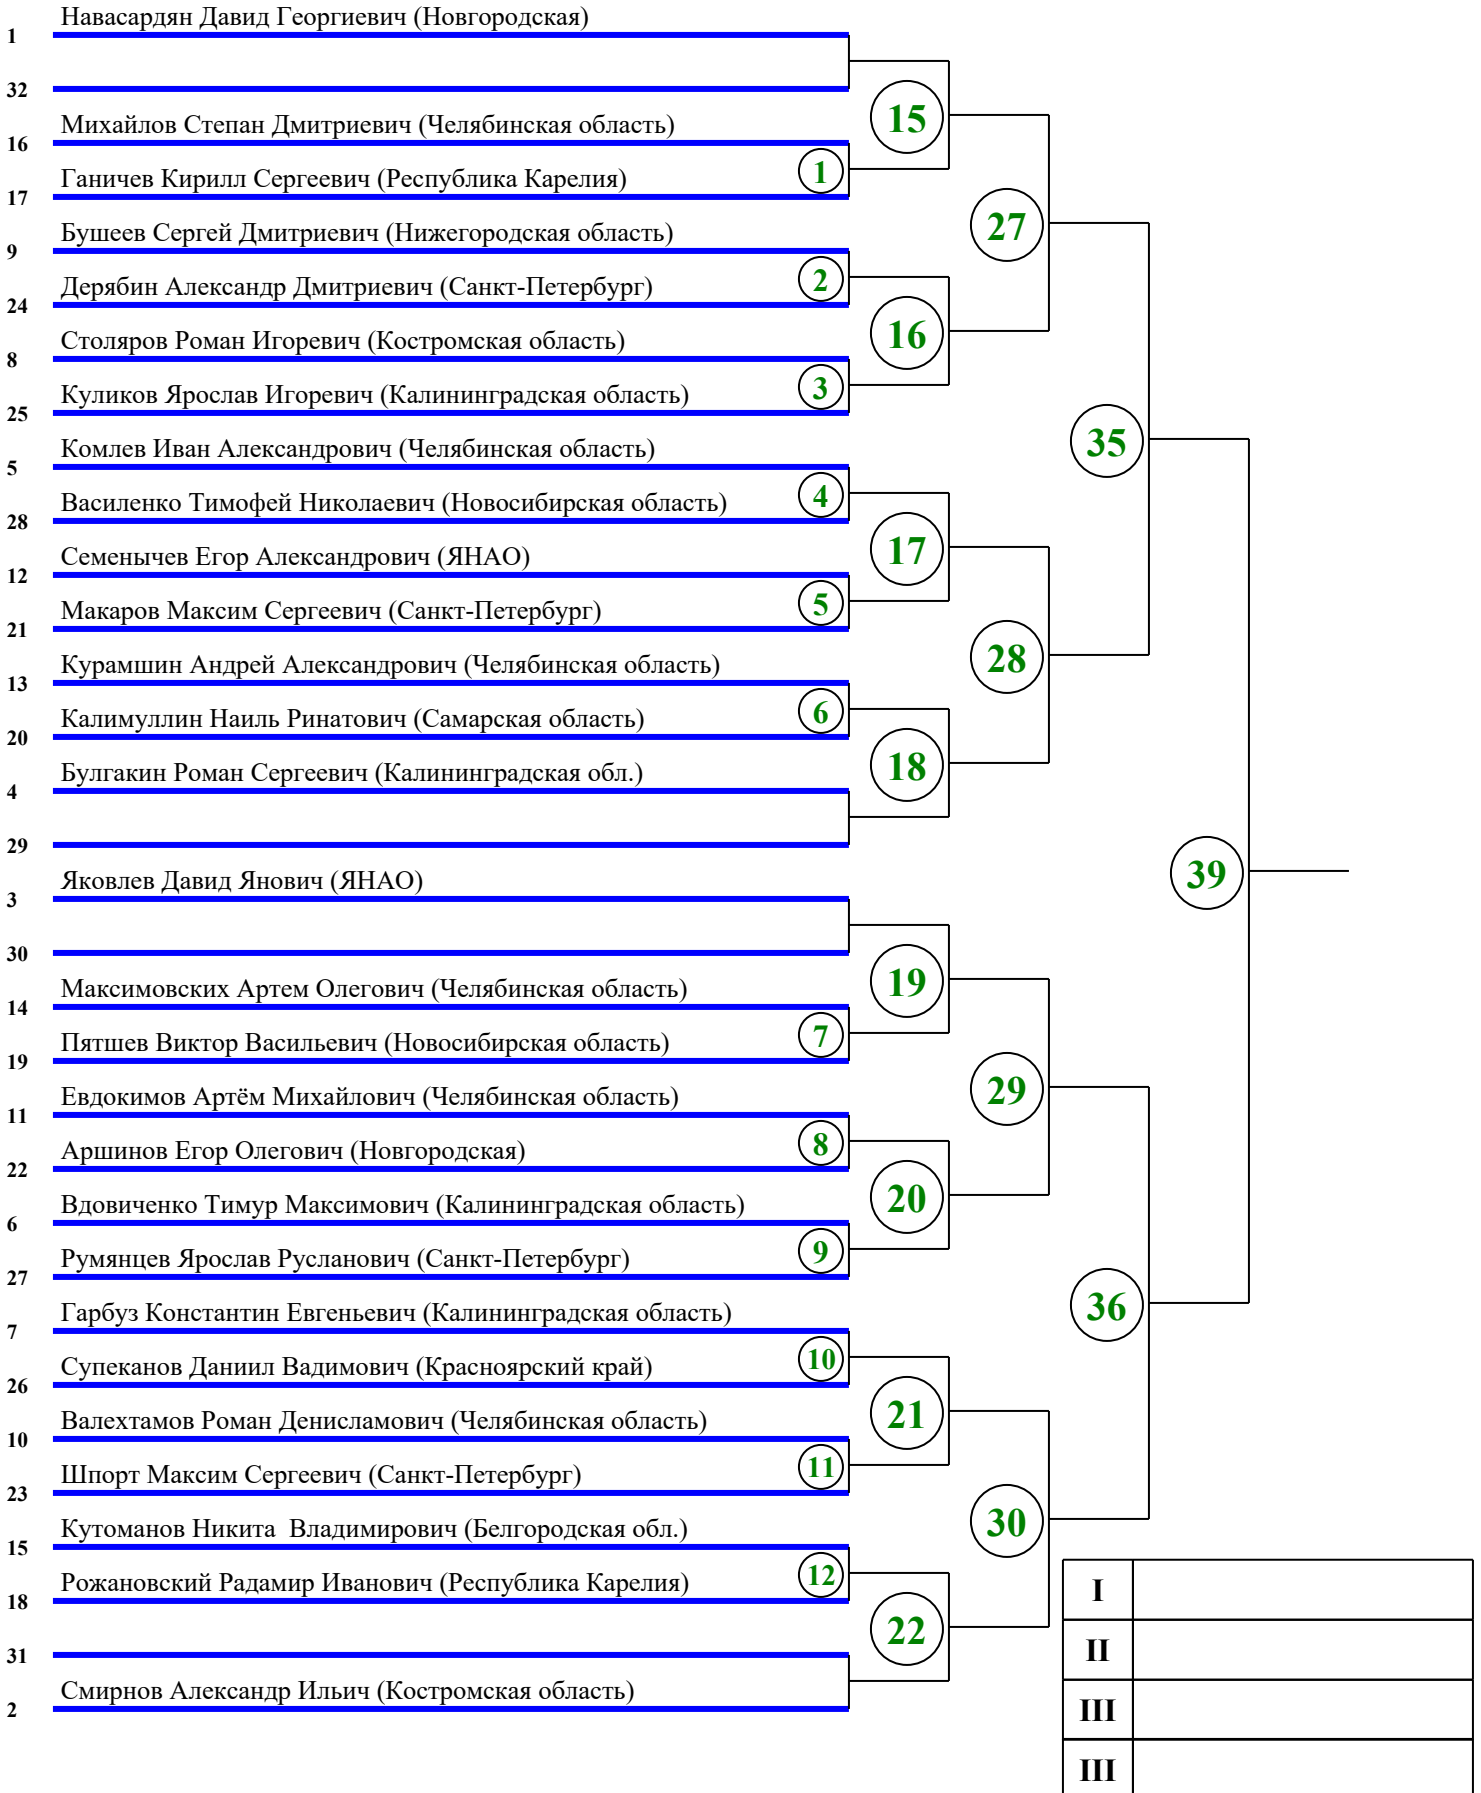 Навасардян Давид Георгиевич (Новгородская)
1
32
15
Михайлов Степан Дмитриевич (Челябинская область)
16
1
Ганичев Кирилл Сергеевич (Республика Карелия)
17
27
Бушеев Сергей Дмитриевич (Нижегородская область)
9
2
Дерябин Александр Дмитриевич (Санкт-Петербург)
24
16
Столяров Роман Игоревич (Костромская область)
8
3
Куликов Ярослав Игоревич (Калининградская область)
25
35
Комлев Иван Александрович (Челябинская область)
5
4
Василенко Тимофей Николаевич (Новосибирская область)
28
17
Семенычев Егор Александрович (ЯНАО)
12
5
Макаров Максим Сергеевич (Санкт-Петербург)
21
28
Курамшин Андрей Александрович (Челябинская область)
13
6
Калимуллин Наиль Ринатович (Самарская область)
20
18
Булгакин Роман Сергеевич (Калининградская обл.)
4
29
39
Яковлев Давид Янович (ЯНАО)
3
30
19
Максимовских Артем Олегович (Челябинская область)
14
7
Пятшев Виктор Васильевич (Новосибирская область)
19
29
Евдокимов Артём Михайлович (Челябинская область)
11
8
Аршинов Егор Олегович (Новгородская)
22
20
Вдовиченко Тимур Максимович (Калининградская область)
6
9
Румянцев Ярослав Русланович (Санкт-Петербург)
27
36
Гарбуз Константин Евгеньевич (Калининградская область)
7
10
Супеканов Даниил Вадимович (Красноярский край)
26
21
Валехтамов Роман Денисламович (Челябинская область)
10
11
Шпорт Максим Сергеевич (Санкт-Петербург)
23
30
Кутоманов Никита  Владимирович (Белгородская обл.)
15
12
Рожановский Радамир Иванович (Республика Карелия)
18
22
31
Смирнов Александр Ильич (Костромская область)
2
I
II
III
III